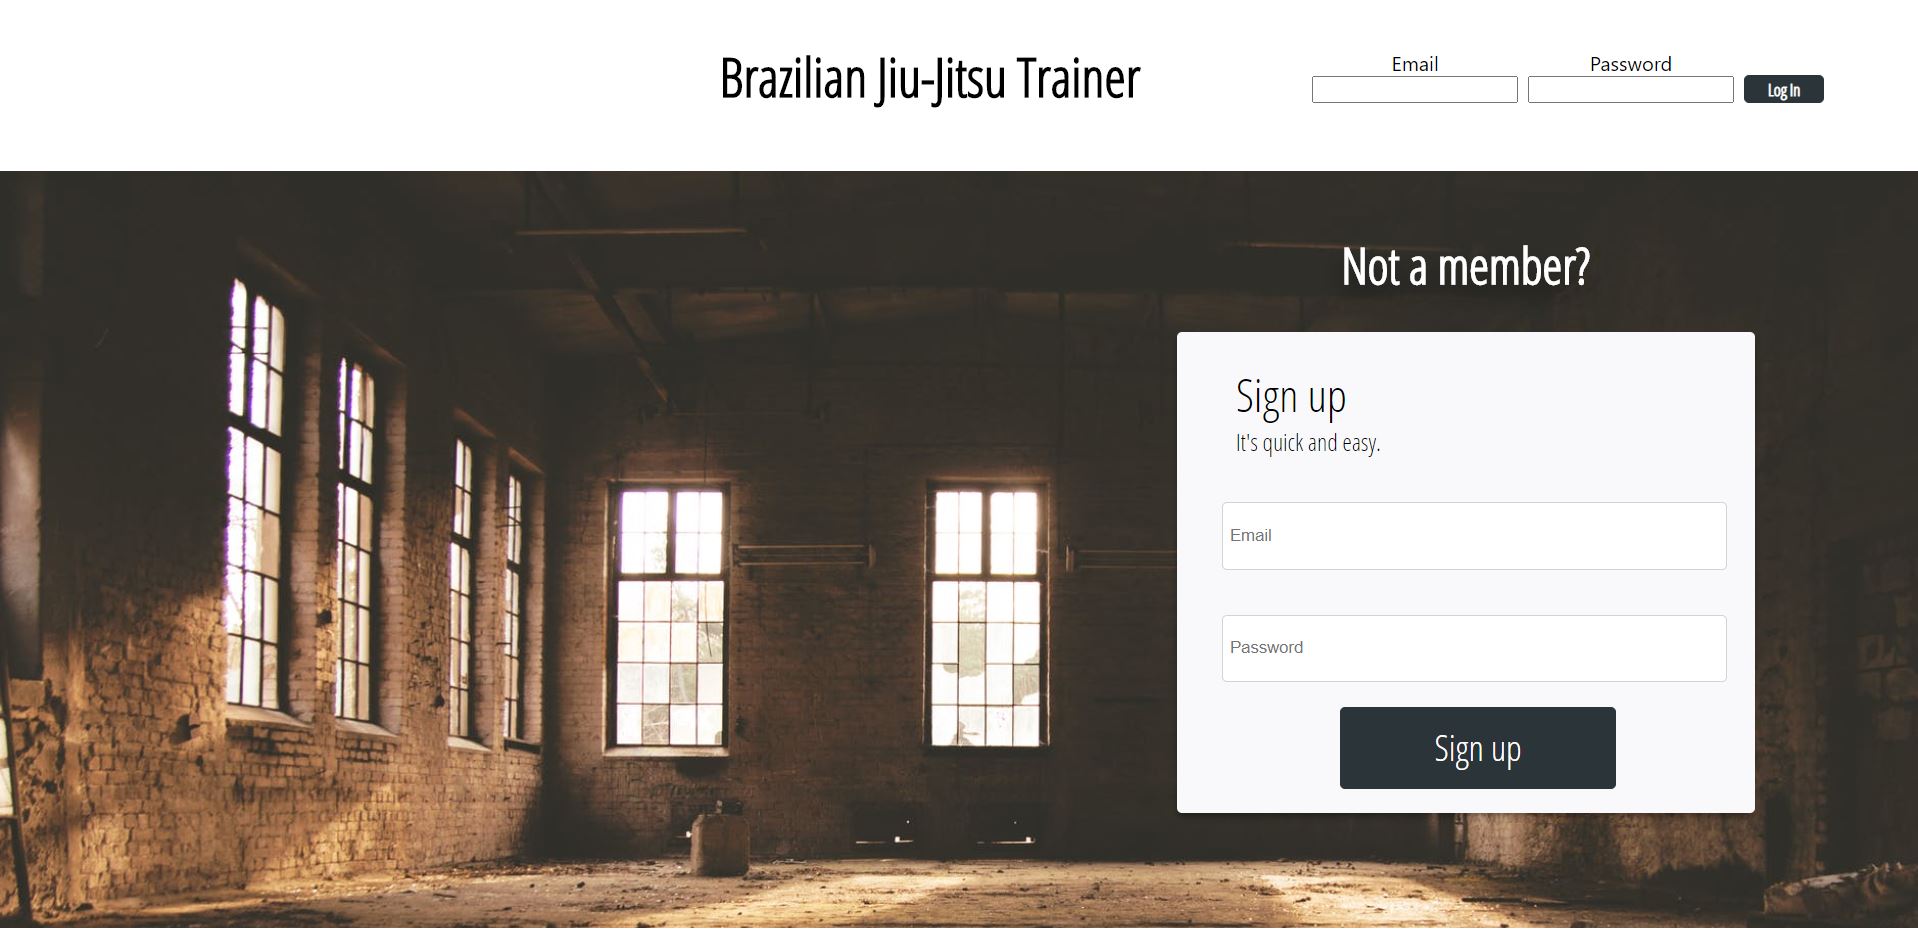 Brazilian Jiu-Jitsu Trainer
Email
Password
Log In
Not a member?
Sign up
It's quick and easy.
Email
Password
Sign up